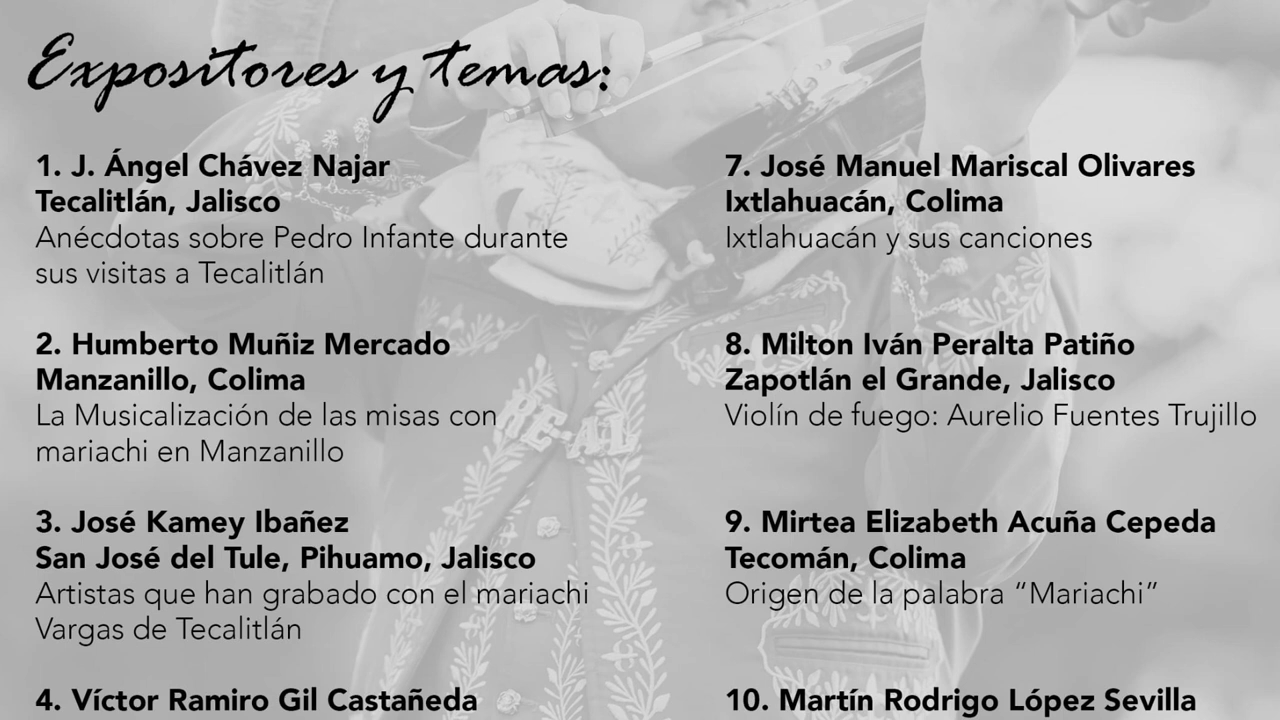 Expositores y temas:
1. J. Ángel Chávez Najar
Tecalitlán, Jalisco
Anécdotas sobre Pedro Infante durante
sus visitas a Tecalitlán
2. Humberto Muñiz Mercado
Manzanillo, Colima
La Musicalización de las misas con
mariachi en Manzanillo
3. José Kamey Ibañez
San José del Tule, Pihuamo, Jalisco
Artistas que han grabado con el mariachi
Vargas de Tecalitlán
4. Víctor Ramiro Gil Castañeda
7. José Manuel Mariscal Olivares
Ixtlahuacán, Colima
Ixtlahuacán y sus canciones
8. Milton Iván Peralta Patiño
Zapotlán el Grande, Jalisco
Violín de fuego: Aurelio Fuentes Trujillo
9. Mirtea Elizabeth Acuña Cepeda
Tecomán, Colima
Origen de la palabra “Mariachi”
10. Martín Rodrigo López Sevilla
RE-AL